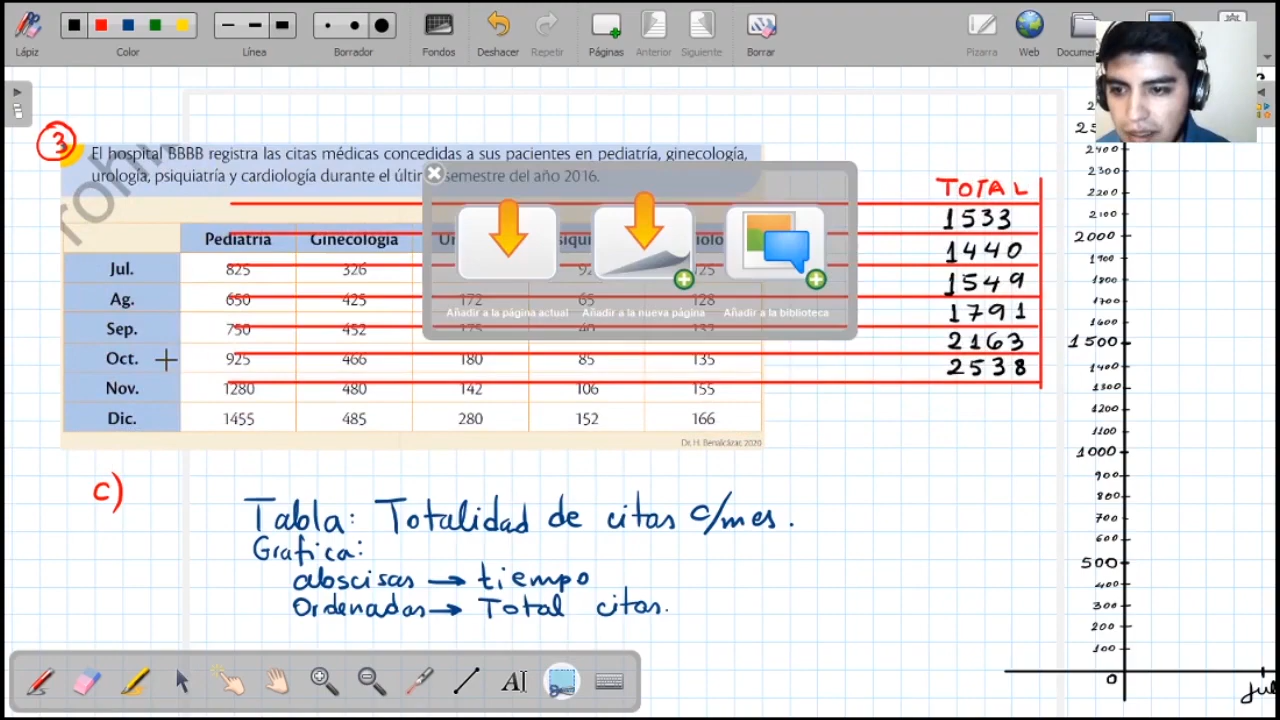 Lápiz Color Línea Borrador Fondos Deshacer Repetir Páginas Anterior Siguiente Borrar Pizarra Web
3 El hospital BBBB registra las citas médicas concedidas a sus pacientes en pediatría, ginecología,
urología, psiquiatría y cardiología durante el últi semestre del año 2016.
Pediatría Ginecología
Jul. 825 326
Ag. 650 425 172 65 128
Sep. 750 452
Oct. 925 466 180 85 135
Nov. 1280 480 142 106 155
Dic. 1455 485 280 152 166
Dr. H. Benalcázar, 2020
Añadir a la página actual Añadir a la nueva página Añadir a la biblioteca
TOTAL
1533
1440
1549
1791
2163
2538
c)
Tabla: Totalidad de citas c/mes.
Grafica:
abscisas → tiempo
Ordenadas → Total citas.
2400
2300
2200
2100
2000
1900
1800
1700
1600
1500
1400
1300
1200
1100
1000
900
800
700
600
500
400
300
200
100
0
jul